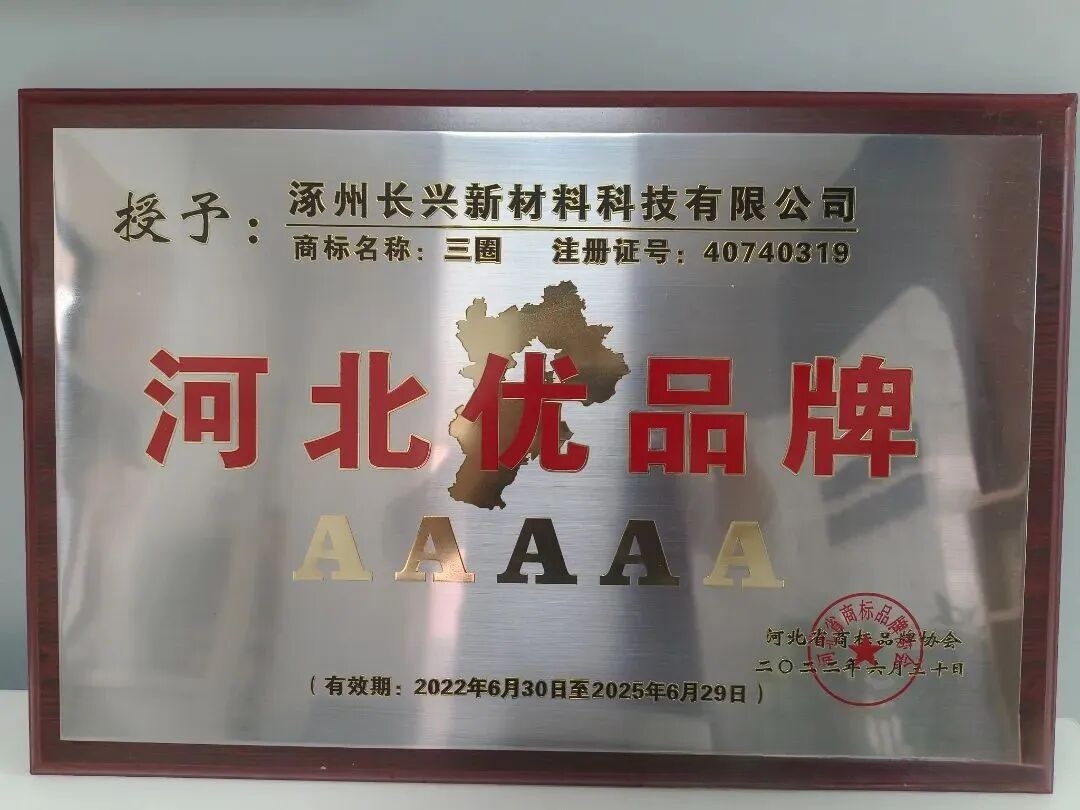 授予：
涿州长兴新材料科技有限公司
商标名称：三圈 注册证号：40740319
河北优品牌
AAAAA
河北省商标品牌协会
二〇二二年六月三十日
（有效期：2022年6月30日至2025年6月29日）